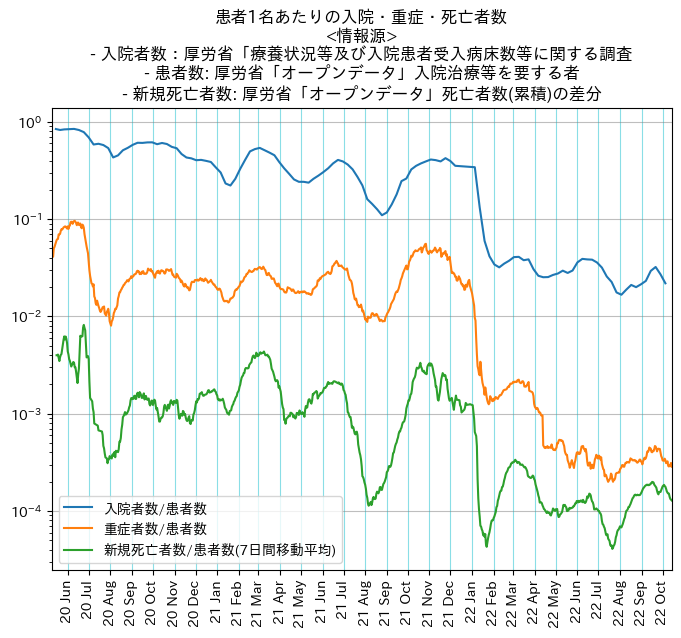 患者1名あたりの入院・重症・死亡者数
<情報源>
- 入院者数：厚労省「療養状況等及び入院患者受入病床数等に関する調査
- 患者数: 厚労省「オープンデータ」入院治療等を要する者
- 新規死亡者数: 厚労省「オープンデータ」死亡者数(累積)の差分
10⁰
10⁻¹
10⁻²
10⁻³
10⁻⁴
入院者数/患者数
重症者数/患者数
新規死亡者数/患者数(7日間移動平均)
20 Jun
20 Jul
20 Aug
20 Sep
20 Oct
20 Nov
20 Dec
21 Jan
21 Feb
21 Mar
21 Apr
21 May
21 Jun
21 Jul
21 Aug
21 Sep
21 Oct
21 Nov
21 Dec
22 Jan
22 Feb
22 Mar
22 Apr
22 May
22 Jun
22 Jul
22 Aug
22 Sep
22 Oct